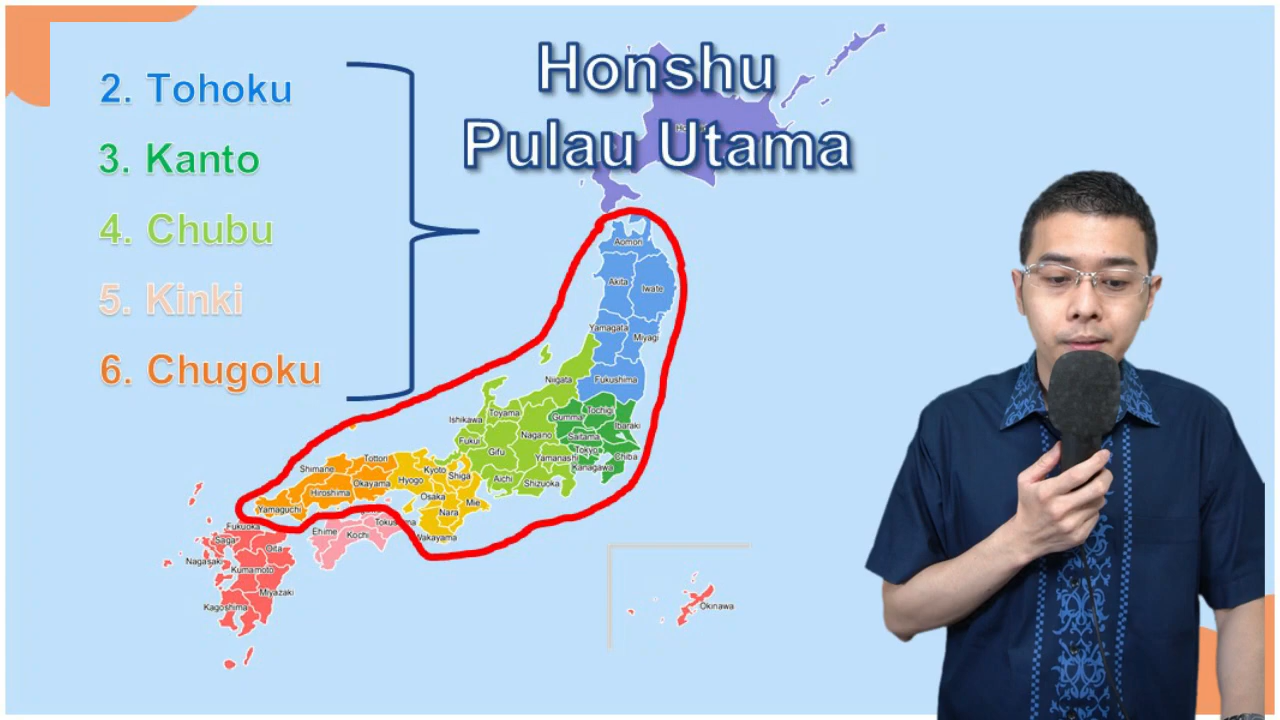 Honshu
Pulau Utama
2. Tohoku
3. Kanto
4. Chubu
5. Kinki
6. Chugoku
Aomori
Akita
Iwate
Yamagata
Miyagi
Niigata
Fukushima
Ishikawa
Toyama
Gumma
Tochigi
Ibaraki
Fukui
Nagano
Saitama
Gifu
Yamanashi
Tokyo
Chiba
Kanagawa
Aichi
Shizuoka
Shimane
Tottori
Kyoto
Shiga
Okayama
Hyogo
Hiroshima
Osaka
Mie
Yamaguchi
Nara
Wakayama
Fukuoka
Ehime
Kochi
Saga
Oita
Nagasaki
Kumamoto
Miyazaki
Kagoshima
Okinawa